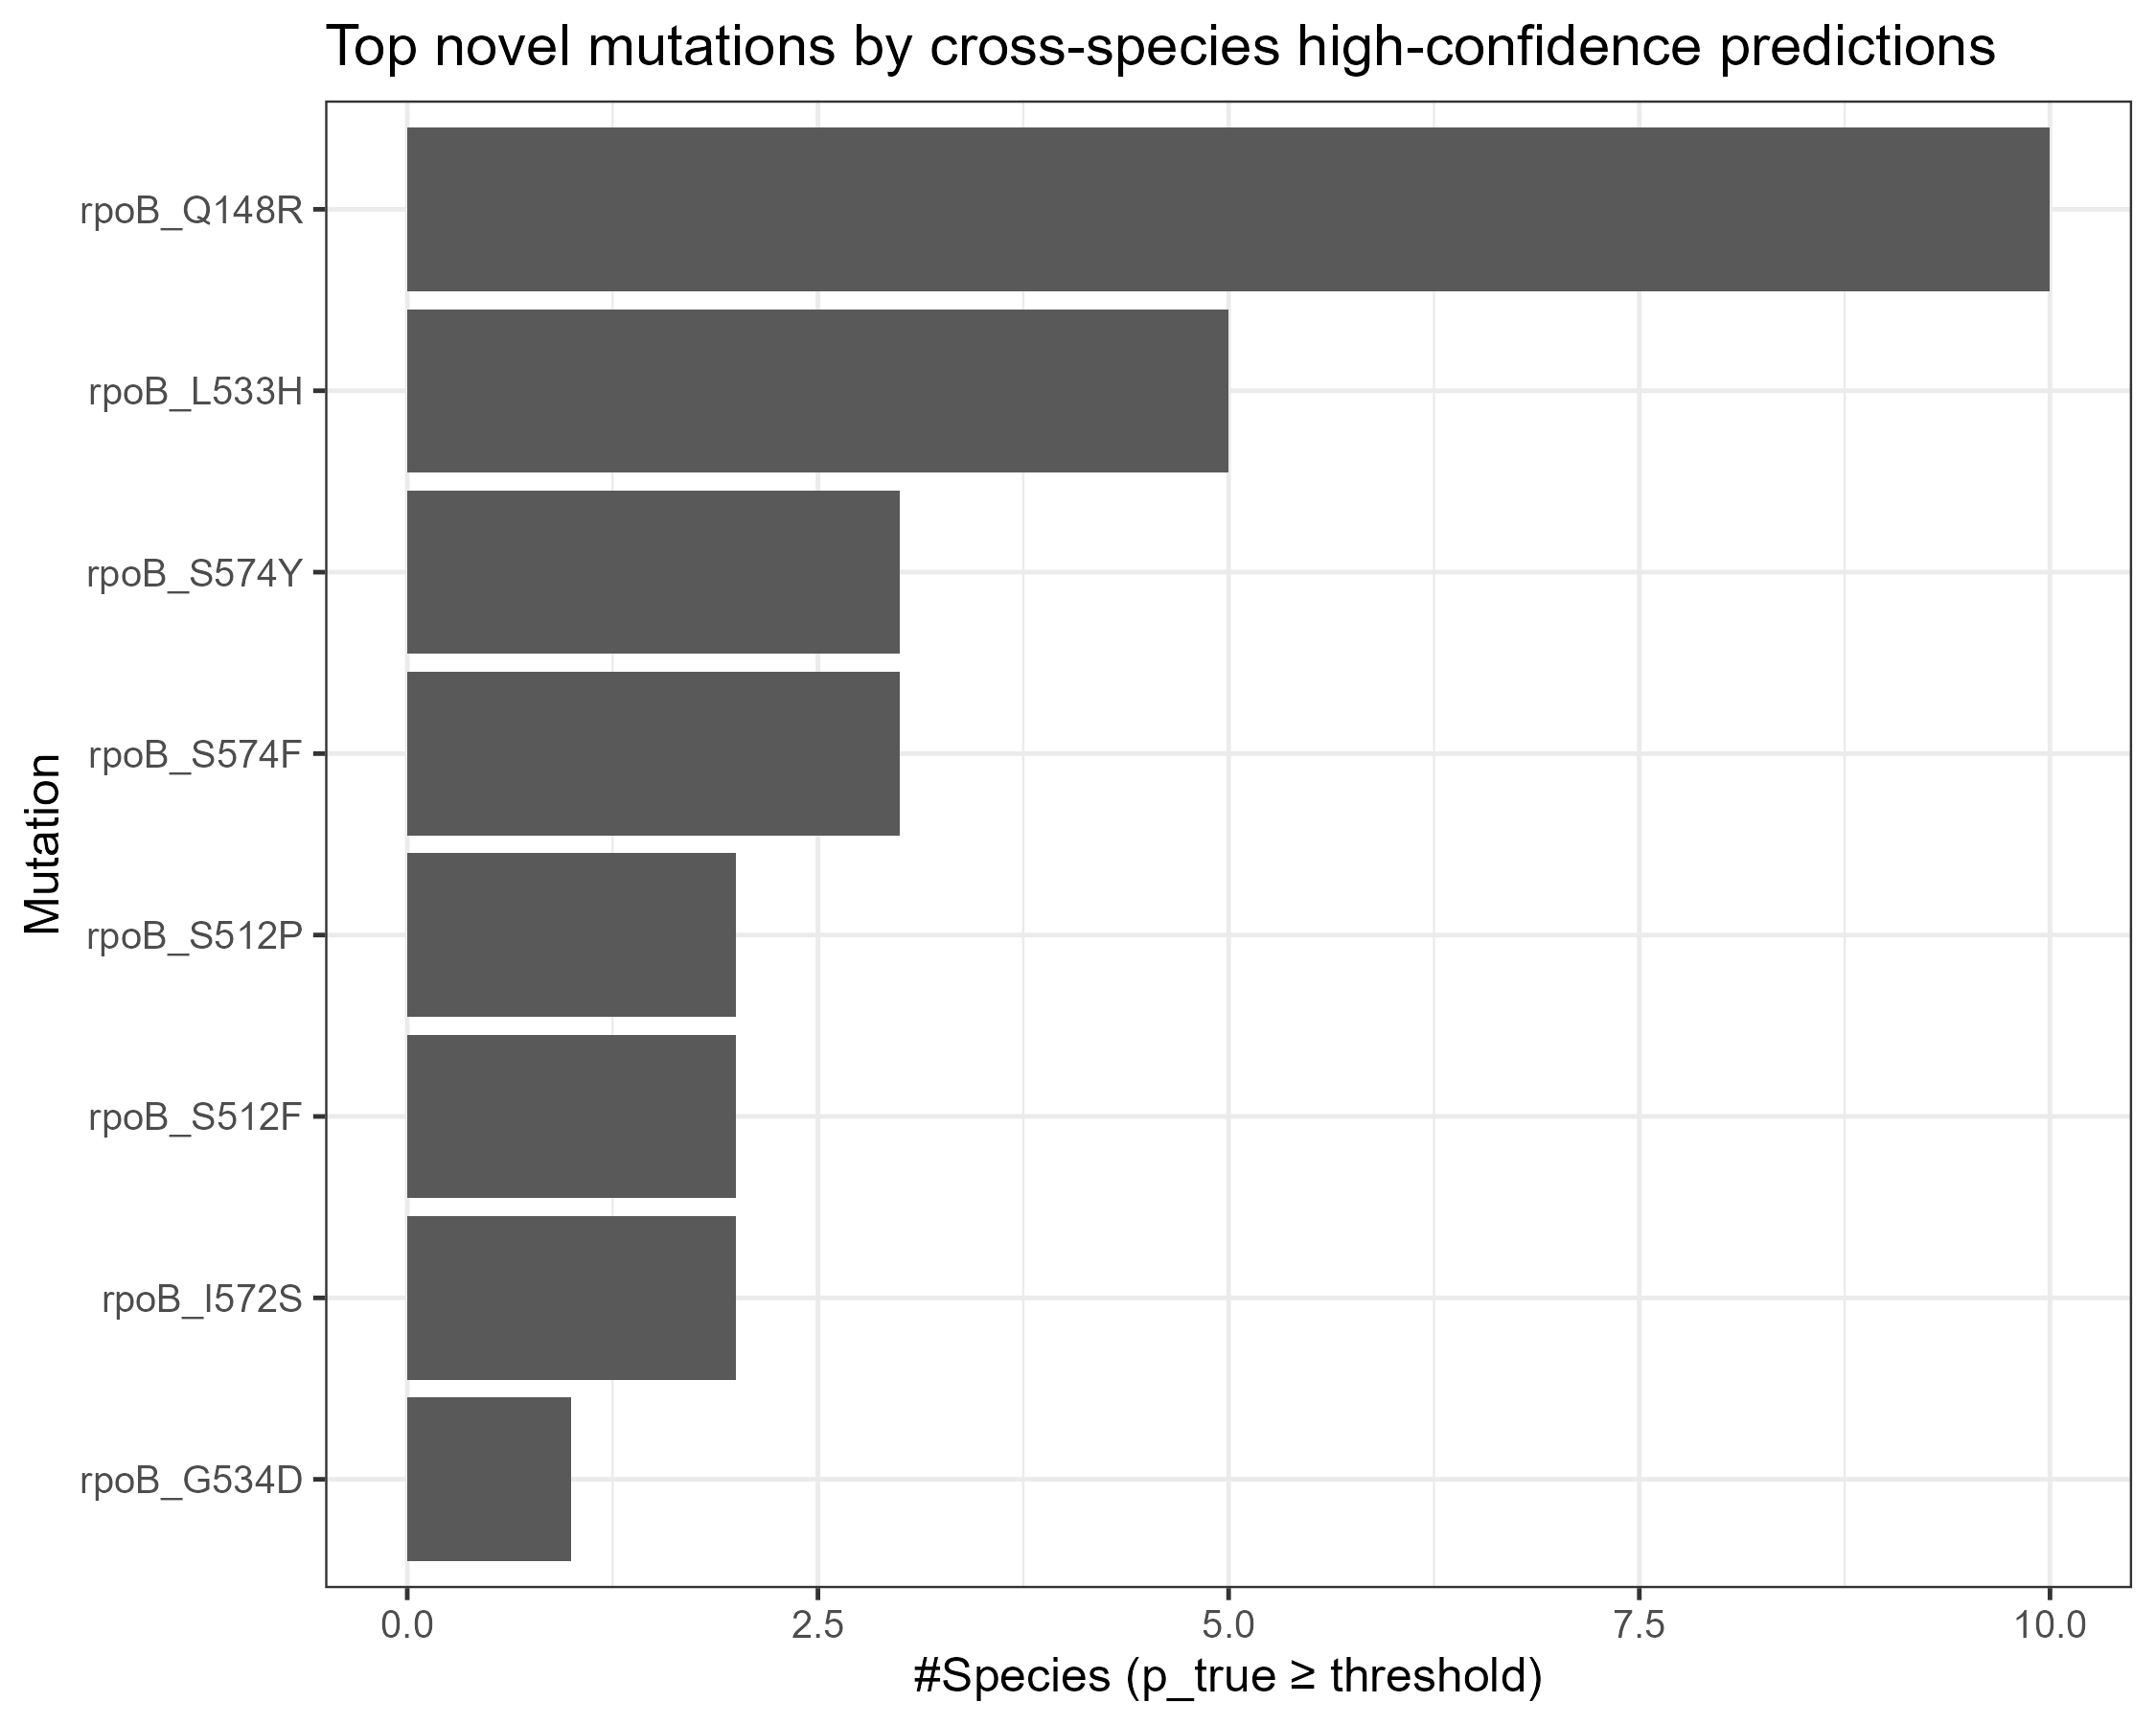 Top novel mutations by cross-species high-confidence predictions
Mutation
rpoB_Q148R
rpoB_L533H
rpoB_S574Y
rpoB_S574F
rpoB_S512P
rpoB_S512F
rpoB_I572S
rpoB_G534D
0.0 2.5 5.0 7.5 10.0
#Species (p_true ≥ threshold)